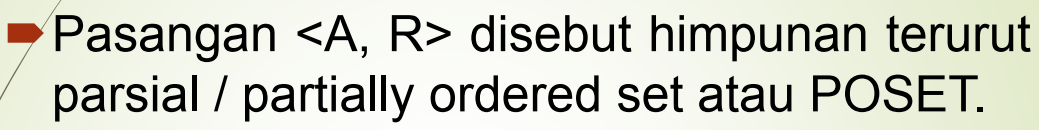 Pasangan <A, R> disebut himpunan terurut
parsial / partially ordered set atau POSET.